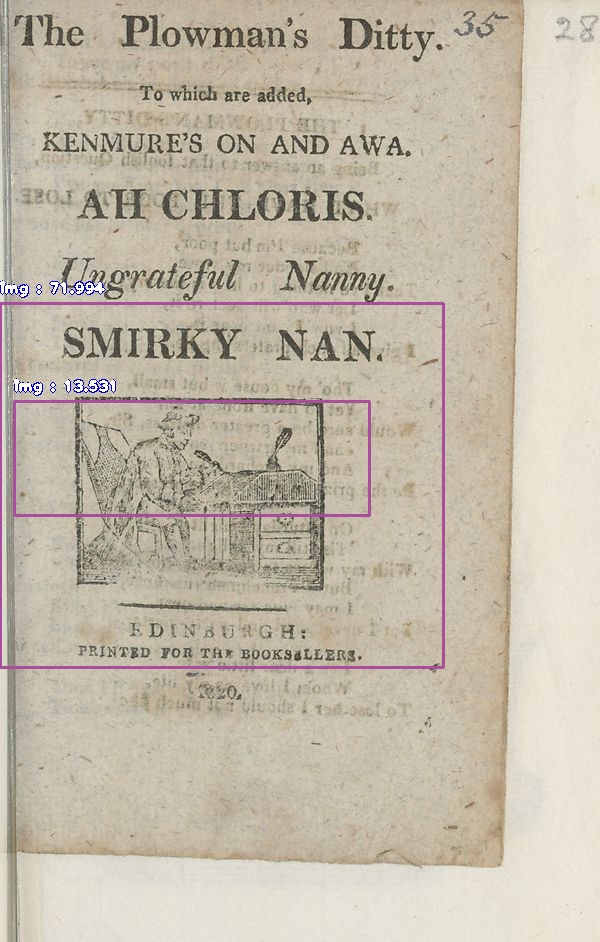 The Plowman's Ditty.
35
28
To which are added,
KENMURE'S ON AND AWA.
AH CHLORIS.
Ungrateful Nanny.
img : 71.994
SMIRKY NAN.
img : 13.531
EDINBURGH:
PRINTED FOR THE BOOKSELLERS.
1820.